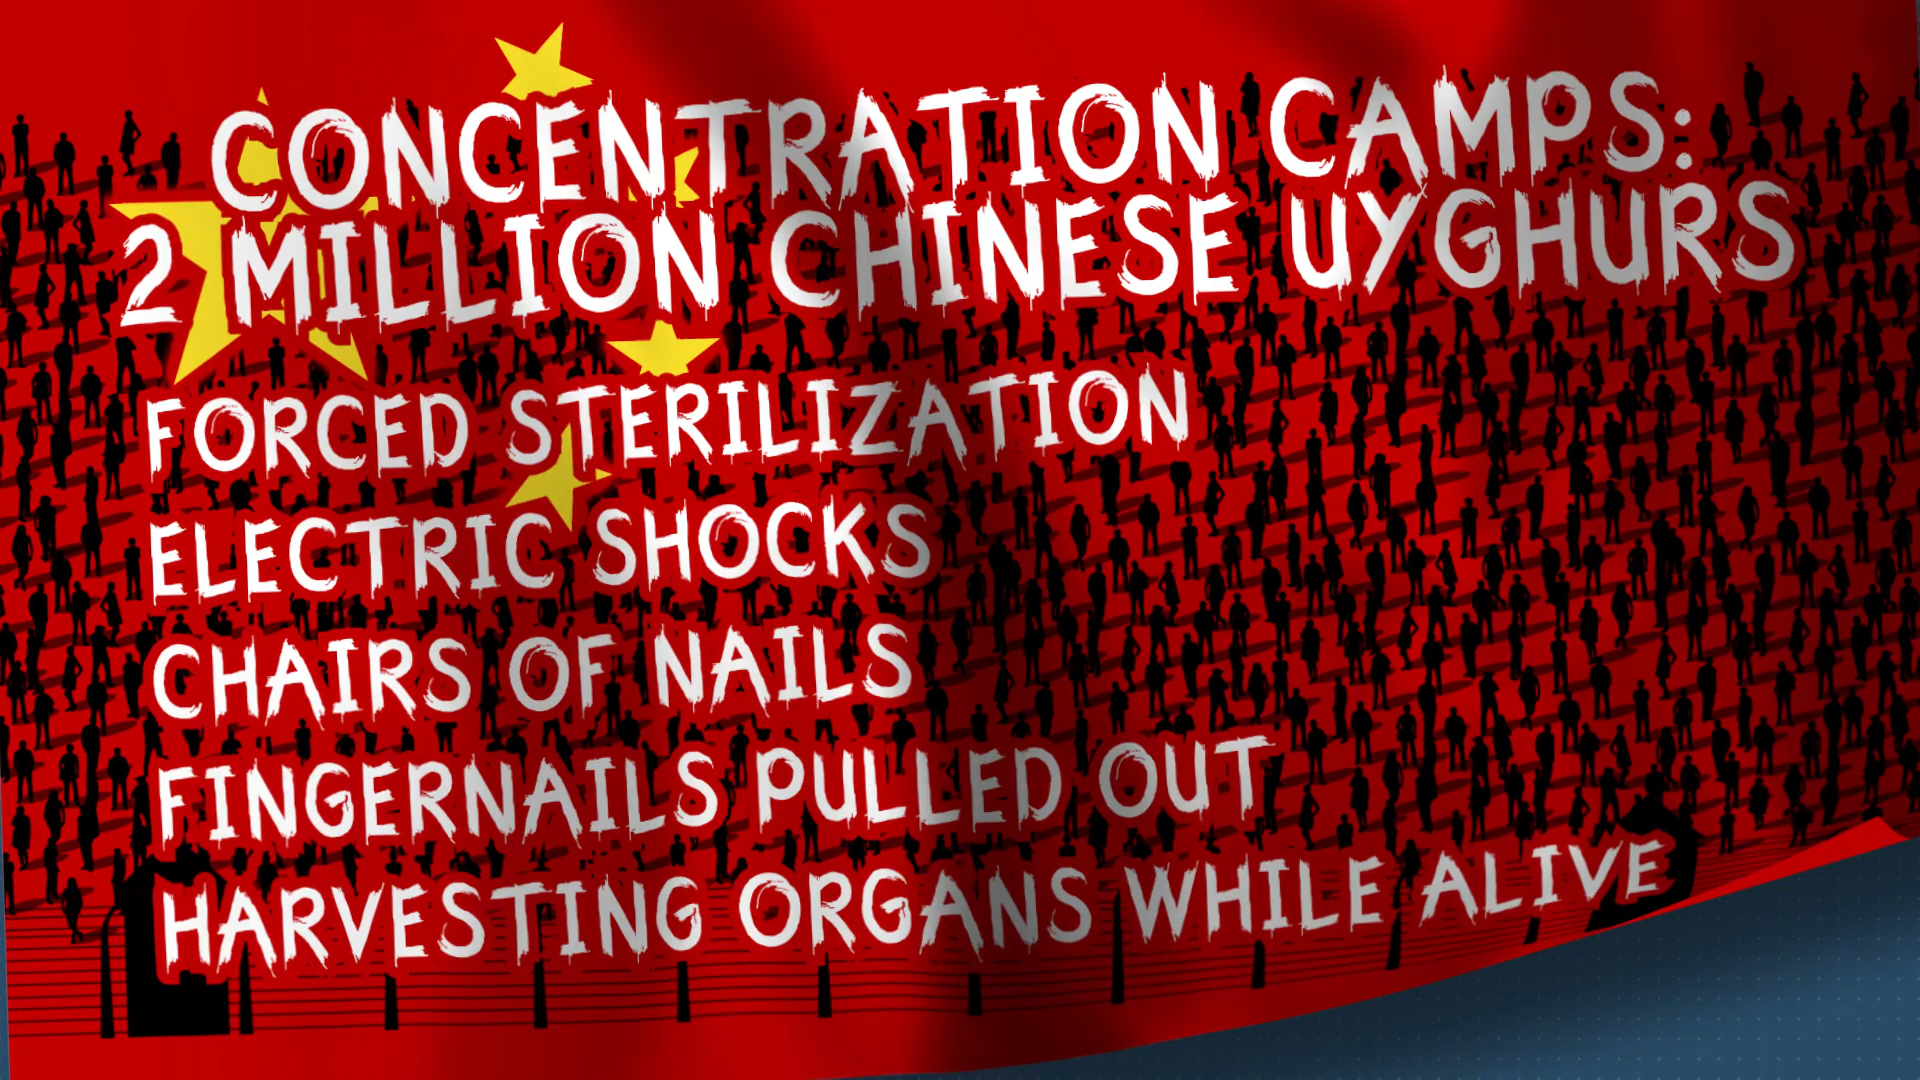 CONCENTRATION CAMPS:
2 MILLION CHINESE UYGHURS
FORCED STERILIZATION
ELECTRIC SHOCKS
CHAIRS OF NAILS
FINGERNAILS PULLED OUT
HARVESTING ORGANS WHILE ALIVE